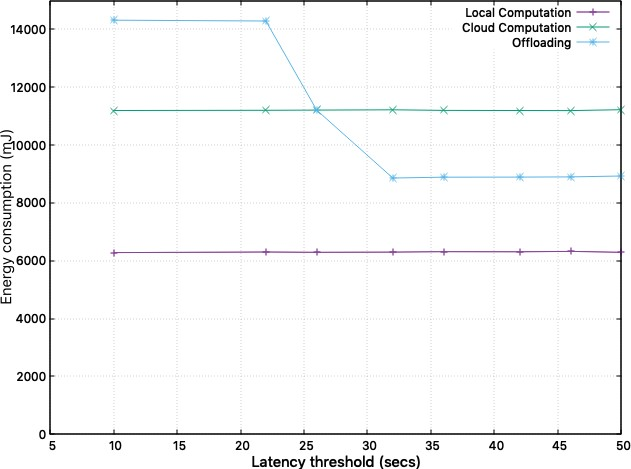 Local Computation
Cloud Computation
Offloading
14000
12000
10000
8000
6000
4000
2000
0
Energy consumption (mJ)
5 10 15 20 25 30 35 40 45 50
Latency threshold (secs)